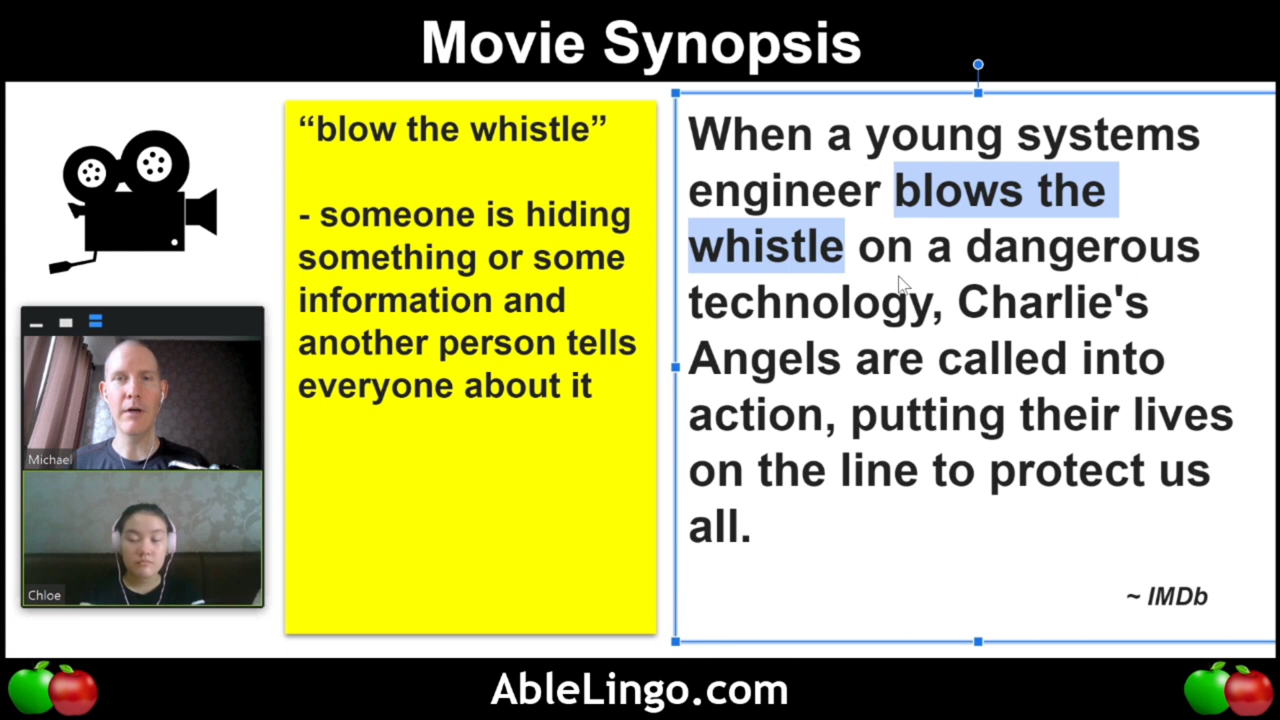 Movie Synopsis
“blow the whistle”
- someone is hiding
something or some
information and
another person tells
everyone about it
When a young systems
engineer blows the
whistle on a dangerous
technology, Charlie's
Angels are called into
action, putting their lives
on the line to protect us
all.
~ IMDb
Michael
Chloe
AbleLingo.com